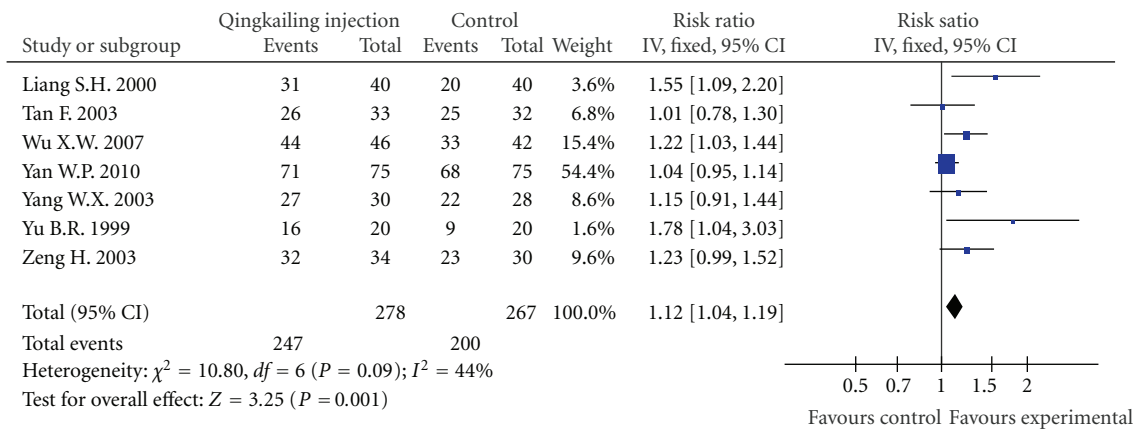 Qingkailing injection Control Risk ratio Risk satio
Study or subgroup Events Total Events Total Weight IV, fixed, 95% CI IV, fixed, 95% CI
Liang S.H. 2000 31 40 20 40 3.6% 1.55 [1.09, 2.20]
Tan F. 2003 26 33 25 32 6.8% 1.01 [0.78, 1.30]
Wu X.W. 2007 44 46 33 42 15.4% 1.22 [1.03, 1.44]
Yan W.P. 2010 71 75 68 75 54.4% 1.04 [0.95, 1.14]
Yang W.X. 2003 27 30 22 28 8.6% 1.15 [0.91, 1.44]
Yu B.R. 1999 16 20 9 20 1.6% 1.78 [1.04, 3.03]
Zeng H. 2003 32 34 23 30 9.6% 1.23 [0.99, 1.52]
Total (95% CI) 278 267 100.0% 1.12 [1.04, 1.19]
Total events 247 200
Heterogeneity: χ² = 10.80, df = 6 (P = 0.09); I² = 44%
Test for overall effect: Z = 3.25 (P = 0.001)
0.5 0.7 1 1.5 2
Favours control Favours experimental